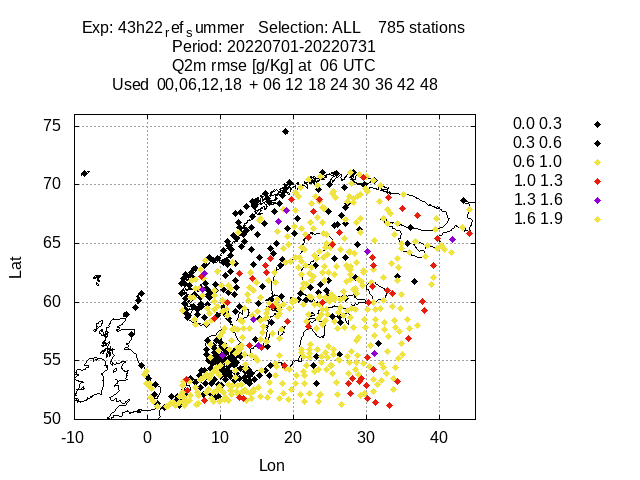 Exp: 43h22refsummer Selection: ALL 785 stations
Period: 20220701-20220731
Q2m rmse [g/Kg] at 06 UTC
Used 00,06,12,18 + 06 12 18 24 30 36 42 48
0.0 0.3
0.3 0.6
0.6 1.0
1.0 1.3
1.3 1.6
1.6 1.9
75
70
65
60
55
50
Lat
-10 0 10 20 30 40
Lon